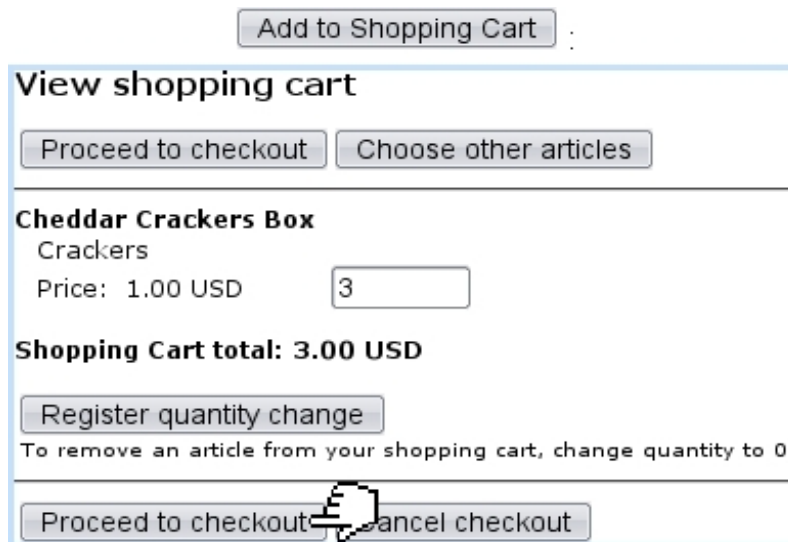 Add to Shopping Cart :
View shopping cart
Proceed to checkout Choose other articles
Cheddar Crackers Box
Crackers
Price: 1.00 USD 3
Shopping Cart total: 3.00 USD
Register quantity change
To remove an article from your shopping cart, change quantity to 0
Proceed to checkout Cancel checkout